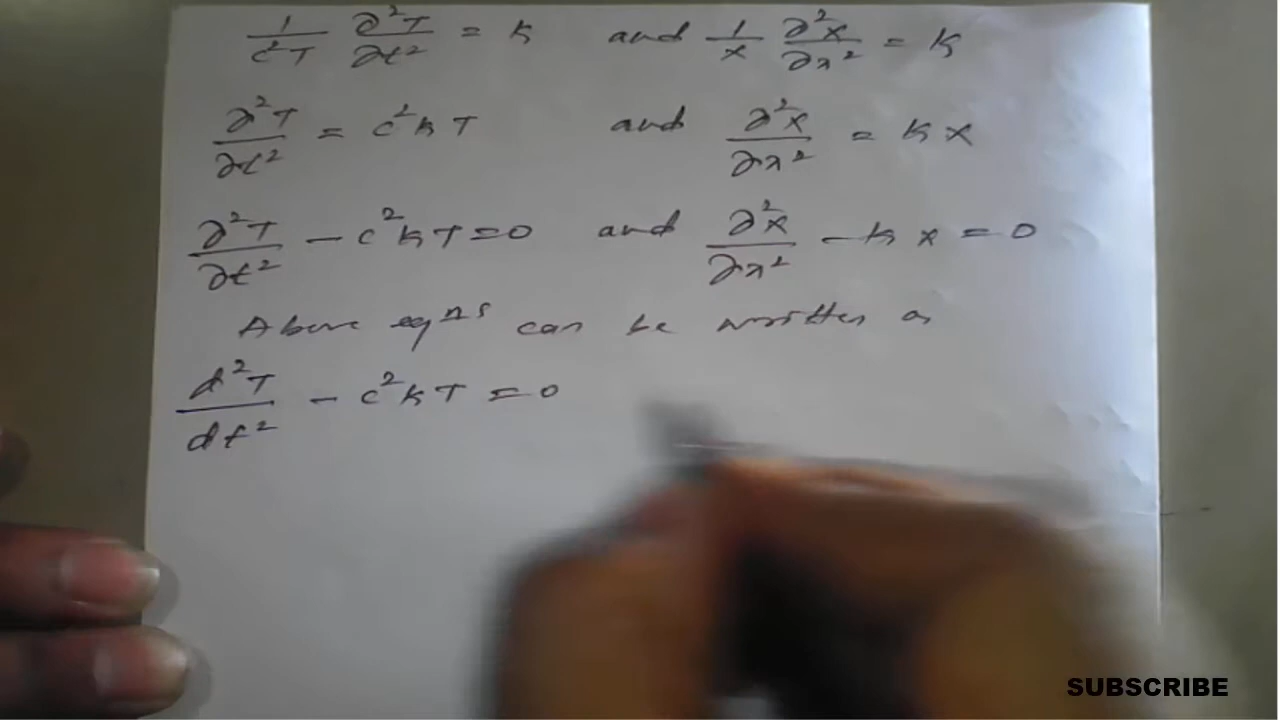 1/c²T ∂²T/∂t² = k and 1/X ∂²X/∂x² = k
∂²T/∂t² = c²kT and ∂²X/∂x² = kX
∂²T/∂t² − c²kT = 0 and ∂²X/∂x² − kX = 0
Above eqⁿˢ can be written as
d²T/dt² − c²kT = 0
SUBSCRIBE